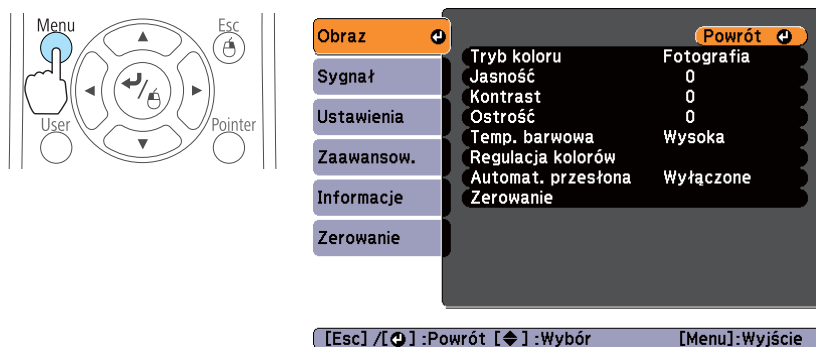 Menu
Esc
User
Pointer
Obraz
Sygnał
Ustawienia
Zaawansow.
Informacje
Zerowanie
Powrót
Tryb koloru Fotografia
Jasność 0
Kontrast 0
Ostrość 0
Temp. barwowa Wysoka
Regulacja kolorów
Automat. przesłona Wyłączone
Zerowanie
[Esc] /[⏎] :Powrót [◆] :Wybór [Menu]:Wyjście